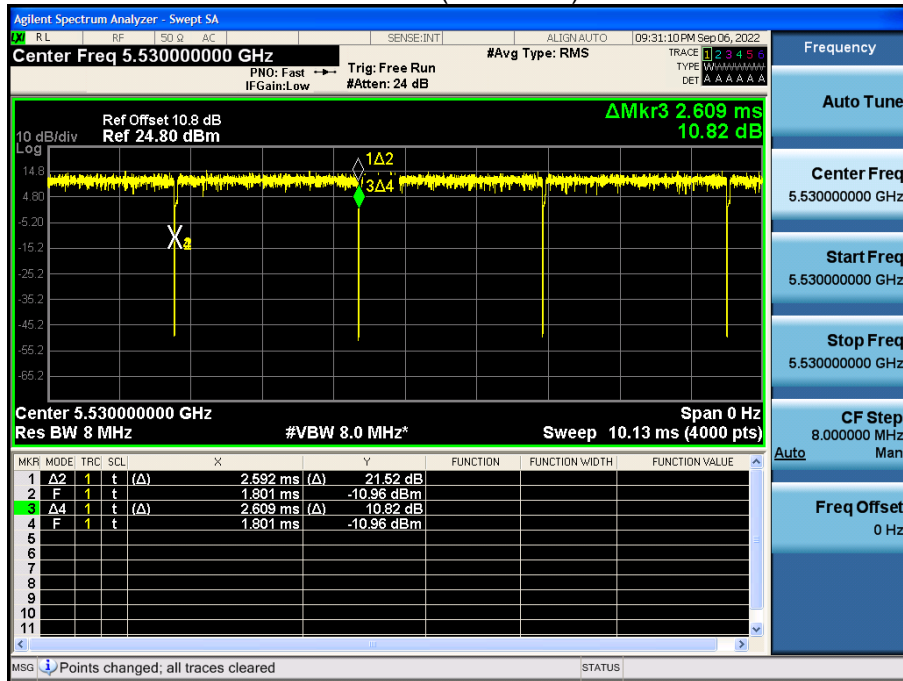 Agilent Spectrum Analyzer - Swept SA
LXI RL RF 50 Ω AC SENSE:INT ALIGN AUTO 09:31:10 PM Sep 06, 2022
Center Freq 5.530000000 GHz
#Avg Type: RMS
TRACE 1 2 3 4 5 6
PNO: Fast Trig: Free Run
TYPE WWWWWW
IFGain:Low #Atten: 24 dB
DET A A A A A A
Ref Offset 10.8 dB
10 dB/div Ref 24.80 dBm
Log
ΔMkr3 2.609 ms
10.82 dB
14.8
4.80
-5.20
-15.2
-25.2
-35.2
-45.2
-55.2
-65.2
1Δ2
3Δ4
Center 5.530000000 GHz Span 0 Hz
Res BW 8 MHz #VBW 8.0 MHz* Sweep 10.13 ms (4000 pts)
MKR MODE TRC SCL X Y FUNCTION FUNCTION WIDTH FUNCTION VALUE
1 Δ2 1 t (Δ) 2.592 ms (Δ) 21.52 dB
2 F 1 t 1.801 ms -10.96 dBm
3 Δ4 1 t (Δ) 2.609 ms (Δ) 10.82 dB
4 F 1 t 1.801 ms -10.96 dBm
5
6
7
8
9
10
11
MSG Points changed; all traces cleared STATUS
Frequency
Auto Tune
Center Freq
5.530000000 GHz
Start Freq
5.530000000 GHz
Stop Freq
5.530000000 GHz
CF Step
8.000000 MHz
Auto Man
Freq Offset
0 Hz